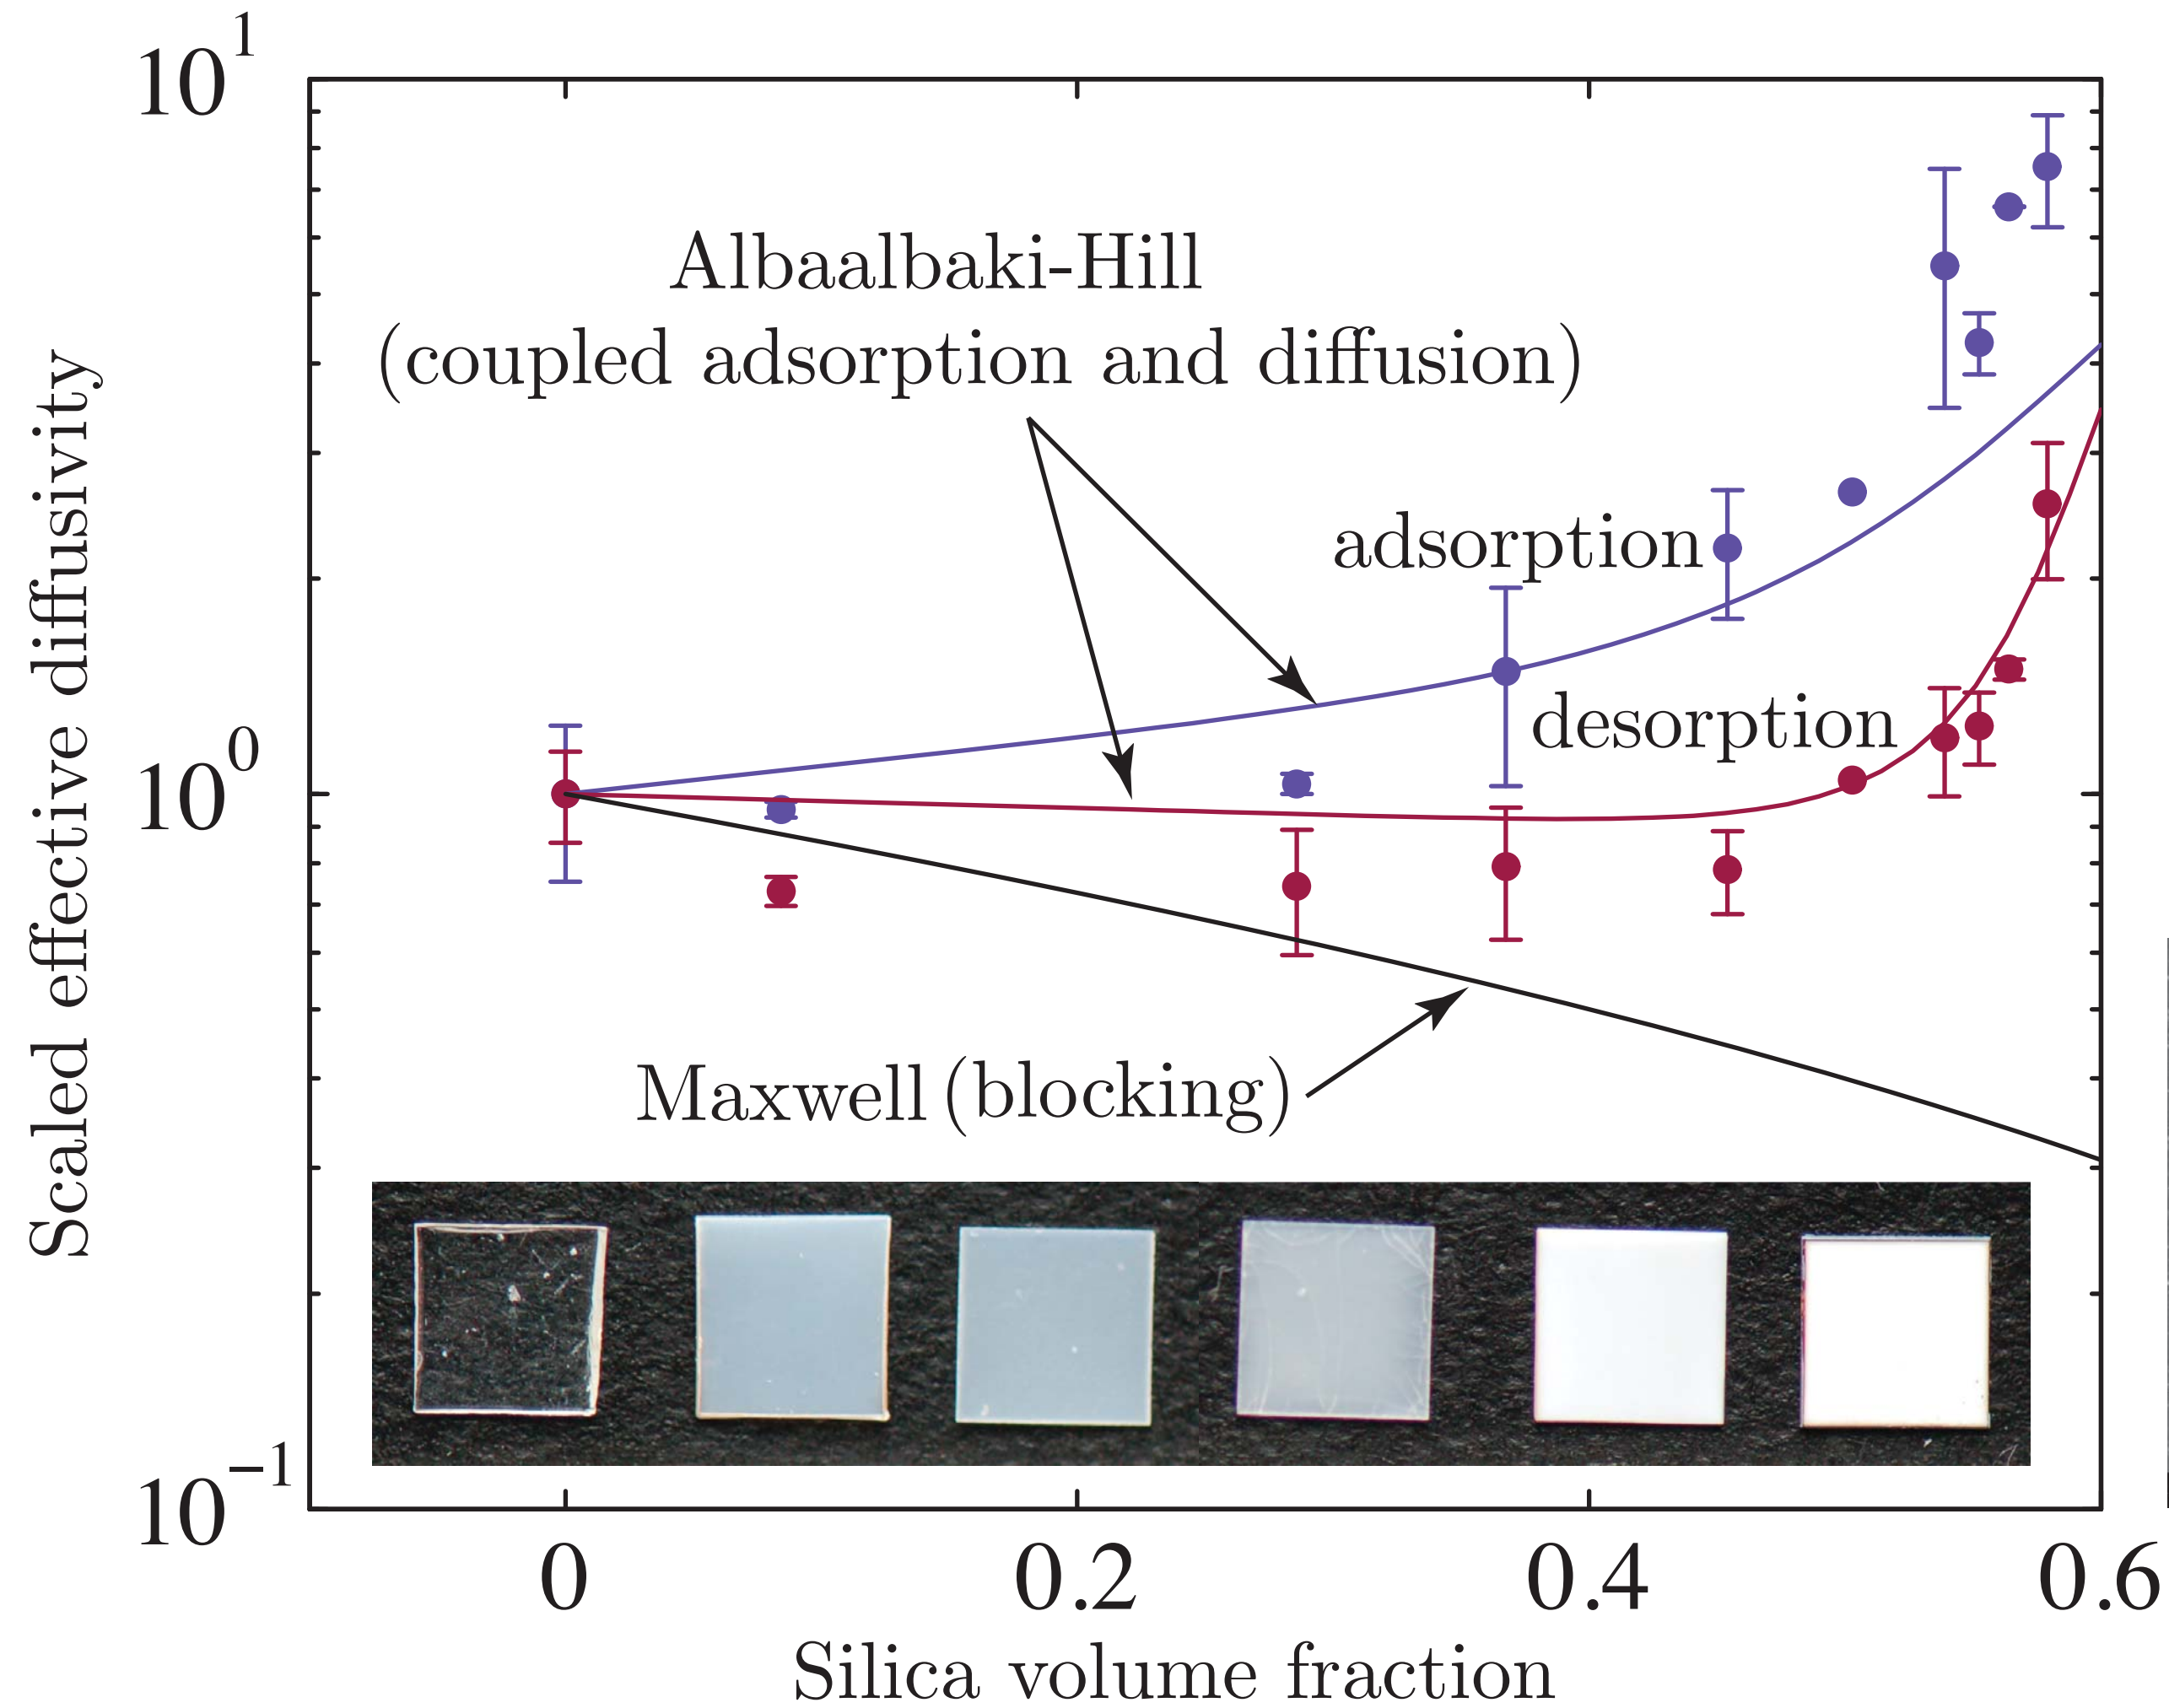 10^1
Albaalbaki-Hill
(coupled adsorption and diffusion)
adsorption
desorption
10^0
Maxwell (blocking)
10^–1
0
0.2
0.4
0.6
Silica volume fraction
Scaled effective diffusivity